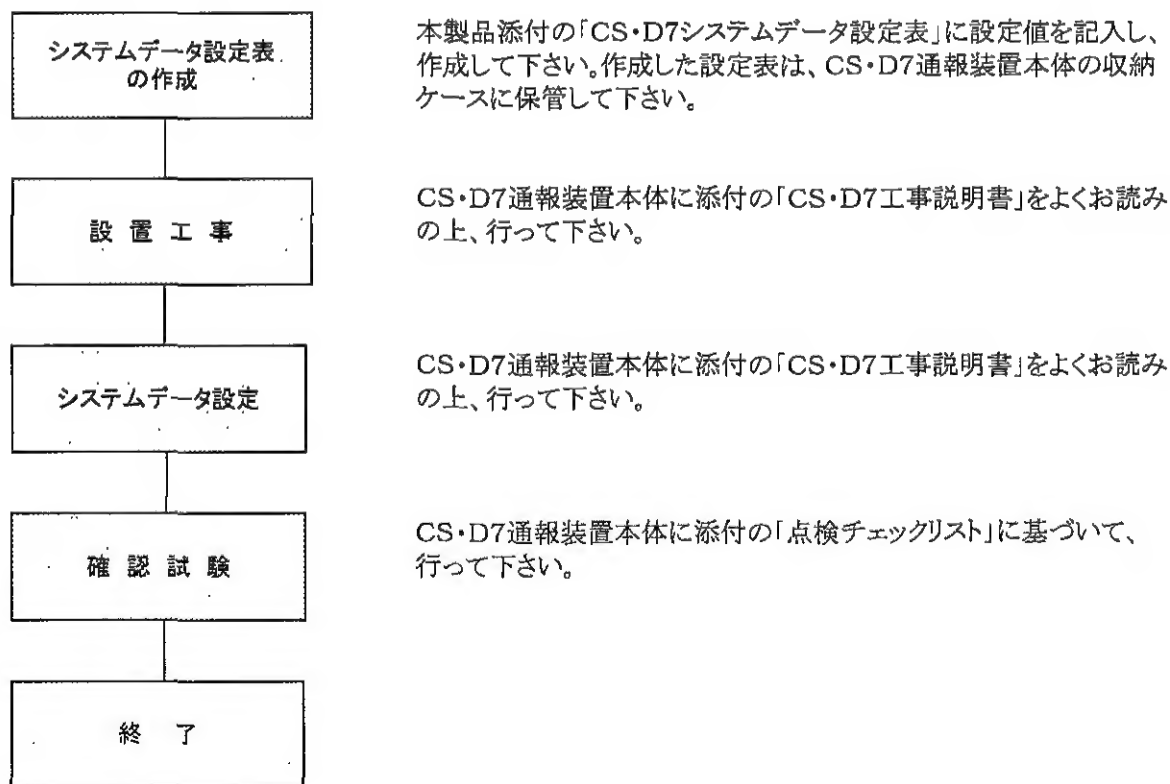 システムデータ設定表
の作成
本製品添付の「CS・D7システムデータ設定表」に設定値を記入し、
作成して下さい。作成した設定表は、CS・D7通報装置本体の収納
ケースに保管して下さい。
設置工事
CS・D7通報装置本体に添付の「CS・D7工事説明書」をよくお読み
の上、行って下さい。
システムデータ設定
CS・D7通報装置本体に添付の「CS・D7工事説明書」をよくお読み
の上、行って下さい。
確認試験
CS・D7通報装置本体に添付の「点検チェックリスト」に基づいて、
行って下さい。
終了